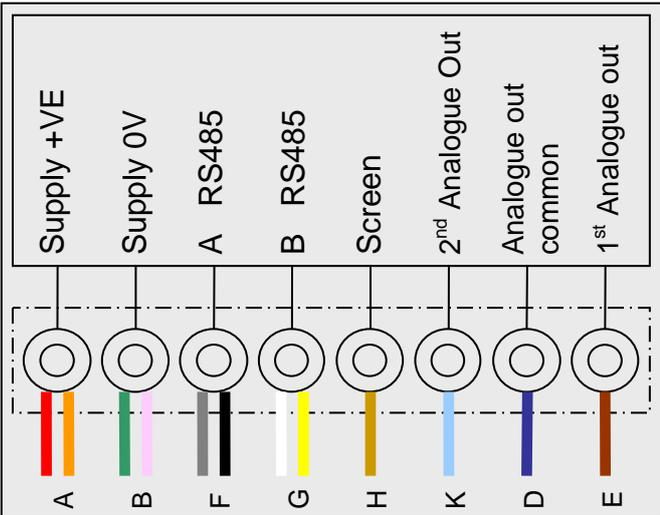 Supply +VE
Supply 0V
A RS485
B RS485
Screen
2nd Analogue Out
Analogue out
common
1st Analogue out
A
B
F
G
H
K
D
E